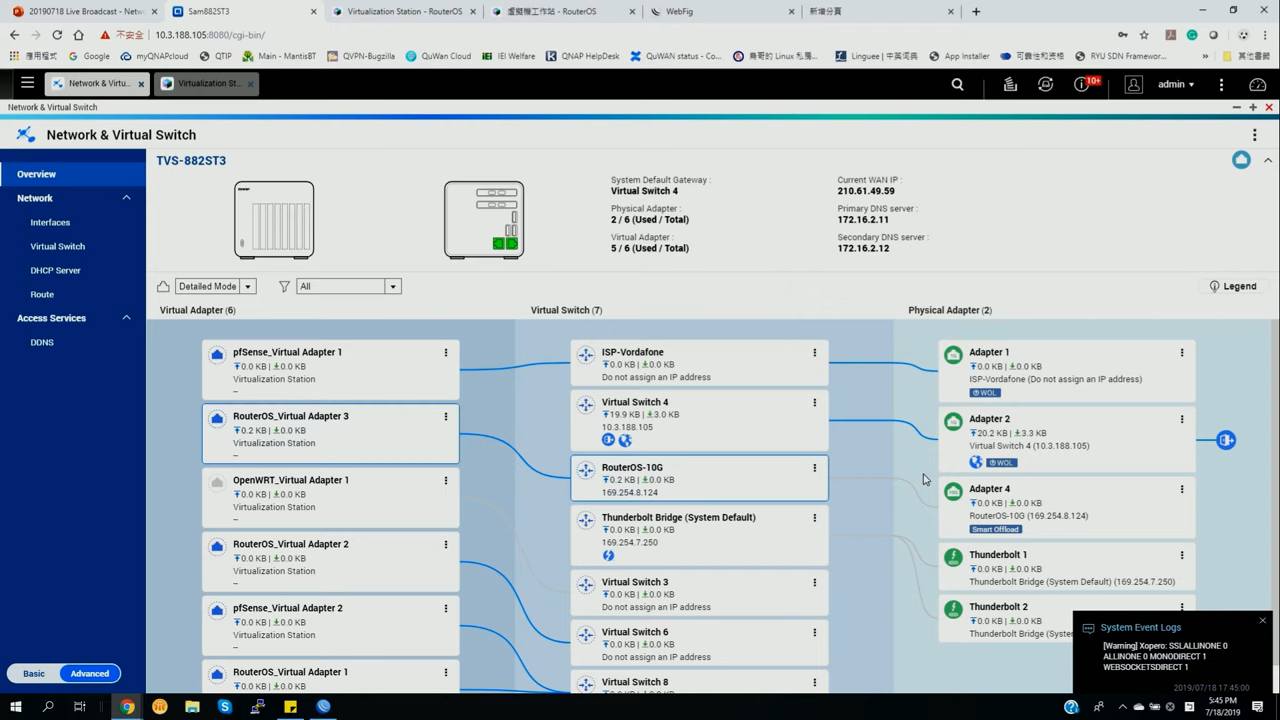 20190718 Live Broadcast - Netwo
Sam882ST3
Virtualization Station - RouterOS
虛擬機工作站 - RouterOS
WebFig
新增分頁
不安全
10.3.188.105:8080/cgi-bin/
應用程式
Google
myQNAPcloud
QTIP
Main • MantisBT
QVPN-Bugzilla
QuWan Cloud
IEI Welfare
QNAP HelpDesk
QuWAN status - Co...
鳥哥的 Linux 私房...
Linguee | 中英词典
App Installer
可靠性和資格
RYU SDN Framewor...
其他書籤
Network & Virtu...
Virtualization St...
10+
admin
Network & Virtual Switch
Network & Virtual Switch
Overview
Network
Interfaces
Virtual Switch
DHCP Server
Route
Access Services
DDNS
Basic
Advanced
TVS-882ST3
System Default Gateway :
Virtual Switch 4
Physical Adapter :
2 / 6 (Used / Total)
Virtual Adapter :
5 / 6 (Used / Total)
Current WAN IP :
210.61.49.59
Primary DNS server :
172.16.2.11
Secondary DNS server :
172.16.2.12
Detailed Mode
All
Legend
Virtual Adapter (6)
pfSense_Virtual Adapter 1
0.0 KB | 0.0 KB
Virtualization Station
--
RouterOS_Virtual Adapter 3
0.2 KB | 0.0 KB
Virtualization Station
--
OpenWRT_Virtual Adapter 1
0.0 KB | 0.0 KB
Virtualization Station
--
RouterOS_Virtual Adapter 2
0.0 KB | 0.0 KB
Virtualization Station
--
pfSense_Virtual Adapter 2
0.0 KB | 0.0 KB
Virtualization Station
--
RouterOS_Virtual Adapter 1
0.0 KB | 0.0 KB
Virtual Switch (7)
ISP-Vordafone
0.0 KB | 0.0 KB
Do not assign an IP address
Virtual Switch 4
19.9 KB | 3.0 KB
10.3.188.105
RouterOS-10G
0.2 KB | 0.0 KB
169.254.8.124
Thunderbolt Bridge (System Default)
0.0 KB | 0.0 KB
169.254.7.250
Virtual Switch 3
0.0 KB | 0.0 KB
Do not assign an IP address
Virtual Switch 6
0.0 KB | 0.0 KB
Do not assign an IP address
Virtual Switch 8
Physical Adapter (2)
Adapter 1
0.0 KB | 0.0 KB
ISP-Vordafone (Do not assign an IP address)
WOL
Adapter 2
20.2 KB | 3.3 KB
Virtual Switch 4 (10.3.188.105)
WOL
Adapter 4
0.0 KB | 0.0 KB
RouterOS-10G (169.254.8.124)
Smart Offload
Thunderbolt 1
0.0 KB | 0.0 KB
Thunderbolt Bridge (System Default) (169.254.7.250)
Thunderbolt 2
0.0 KB | 0.0 KB
Thunderbolt Bridge (Syste
System Event Logs
[Warning] Xopero: SSLALLINONE 0
ALLINONE 0 MONODIRECT 1
WEBSOCKETSDIRECT 1
2019/07/18 17:45:00
5:45 PM
7/18/2019